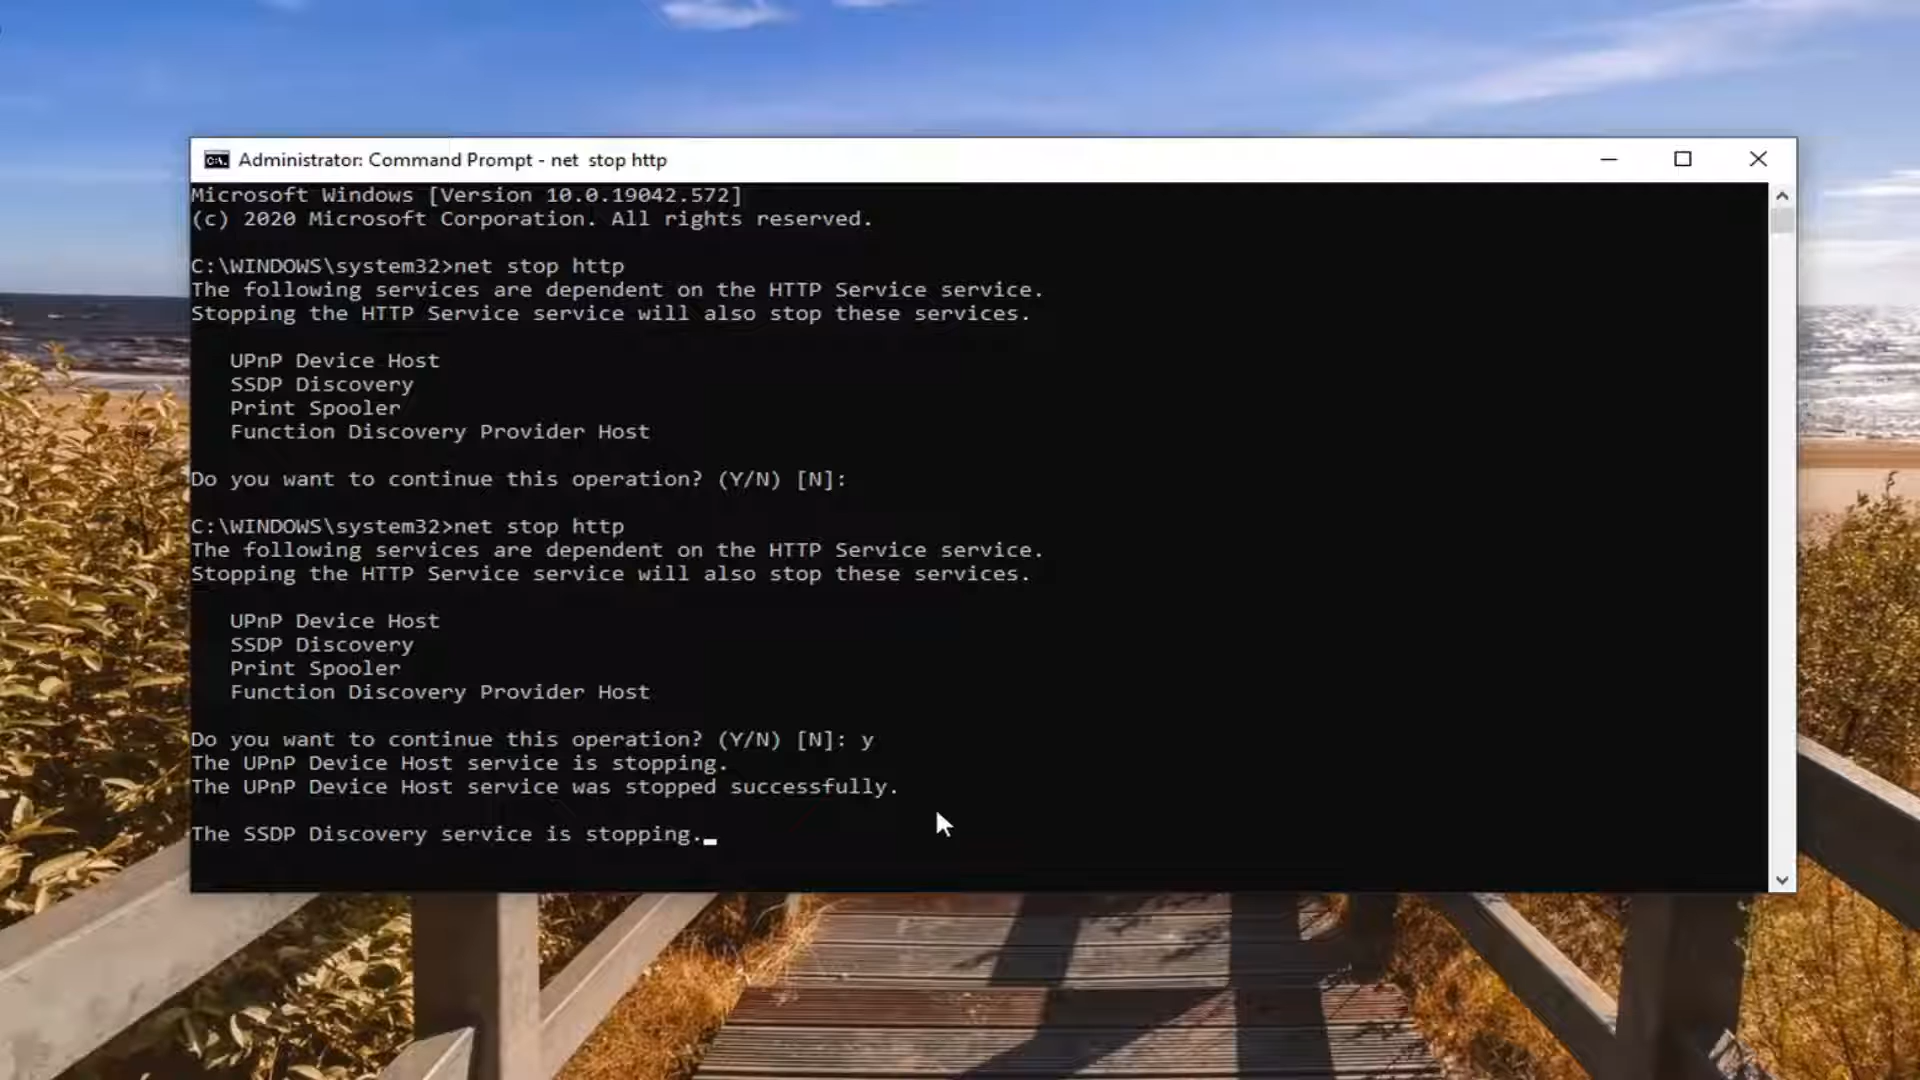 Administrator: Command Prompt - net  stop http
Microsoft Windows [Version 10.0.19042.572]
(c) 2020 Microsoft Corporation. All rights reserved.
C:\WINDOWS\system32>net stop http
The following services are dependent on the HTTP Service service.
Stopping the HTTP Service service will also stop these services.
UPnP Device Host
SSDP Discovery
Print Spooler
Function Discovery Provider Host
Do you want to continue this operation? (Y/N) [N]:
C:\WINDOWS\system32>net stop http
The following services are dependent on the HTTP Service service.
Stopping the HTTP Service service will also stop these services.
UPnP Device Host
SSDP Discovery
Print Spooler
Function Discovery Provider Host
Do you want to continue this operation? (Y/N) [N]: y
The UPnP Device Host service is stopping.
The UPnP Device Host service was stopped successfully.
The SSDP Discovery service is stopping.